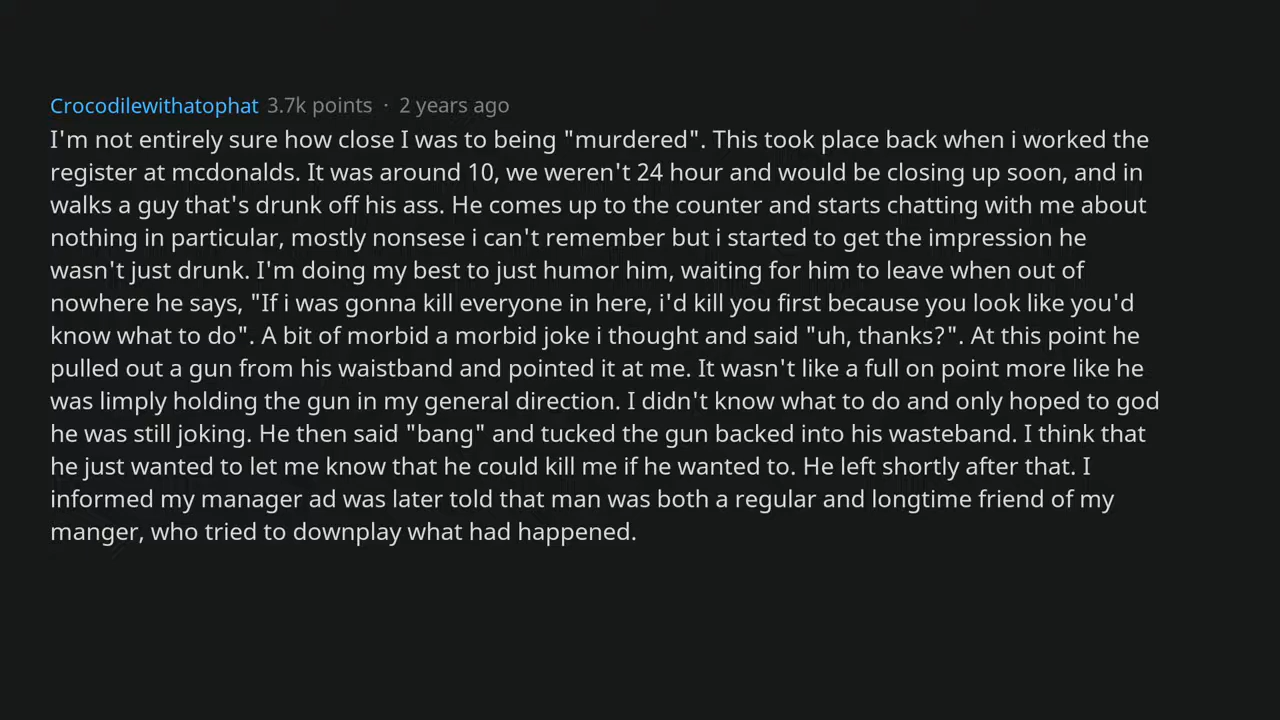 Crocodilewithatophat 3.7k points · 2 years ago
I'm not entirely sure how close I was to being "murdered". This took place back when i worked the
register at mcdonalds. It was around 10, we weren't 24 hour and would be closing up soon, and in
walks a guy that's drunk off his ass. He comes up to the counter and starts chatting with me about
nothing in particular, mostly nonsese i can't remember but i started to get the impression he
wasn't just drunk. I'm doing my best to just humor him, waiting for him to leave when out of
nowhere he says, "If i was gonna kill everyone in here, i'd kill you first because you look like you'd
know what to do". A bit of morbid a morbid joke i thought and said "uh, thanks?". At this point he
pulled out a gun from his waistband and pointed it at me. It wasn't like a full on point more like he
was limply holding the gun in my general direction. I didn't know what to do and only hoped to god
he was still joking. He then said "bang" and tucked the gun backed into his wasteband. I think that
he just wanted to let me know that he could kill me if he wanted to. He left shortly after that. I
informed my manager ad was later told that man was both a regular and longtime friend of my
manger, who tried to downplay what had happened.